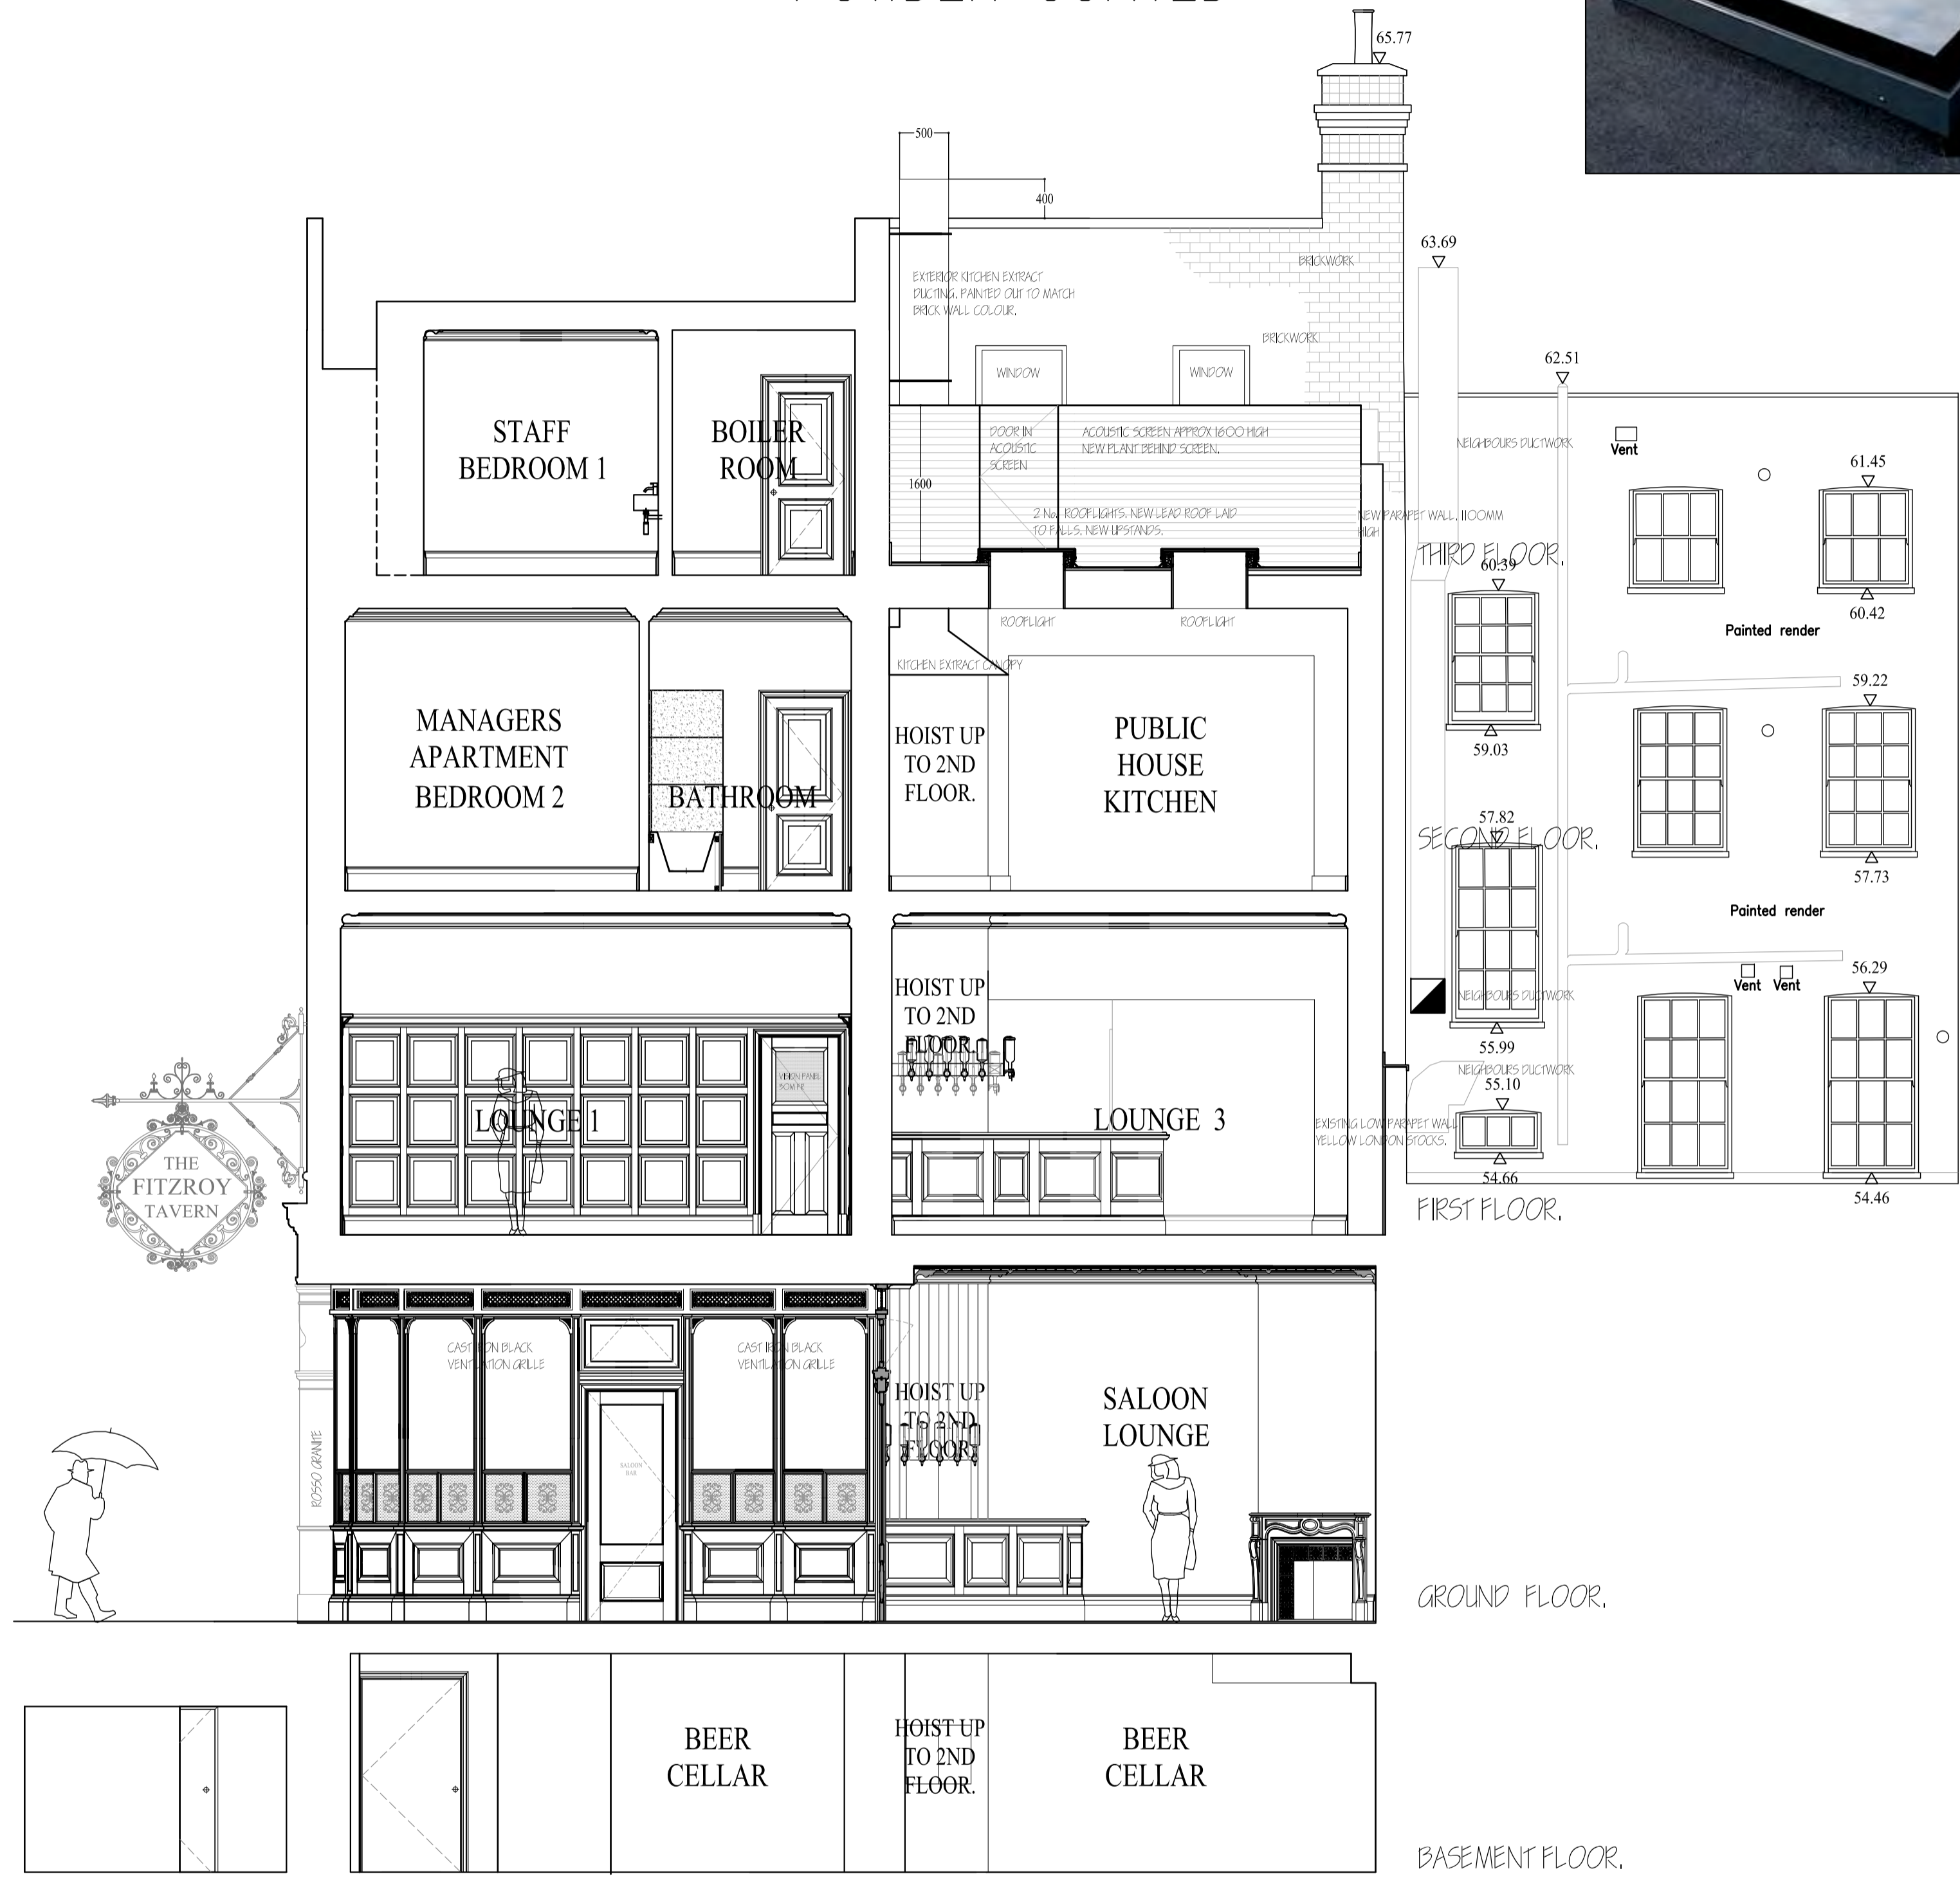 65.77
500
400
63.69
EXTERIOR KITCHEN EXTRACT
DUCTING, PAINTED OUT TO MATCH
BRICK WALL COLOUR.
BRICKWORK
BRICKWORK
WINDOW
WINDOW
62.51
STAFF
BEDROOM 1
BOILER
ROOM
DOOR IN
ACOUSTIC
SCREEN
ACOUSTIC SCREEN APPROX 1600 HIGH
NEW PLANT BEHIND SCREEN.
1600
2 No. ROOFLIGHTS. NEW LEAD ROOF LAID
TO FALLS. NEW UPSTANDS.
NEW PARAPET WALL. 1100MM
HIGH
NEIGHBOURS DUCTWORK
Vent
61.45
THIRD FLOOR.
60.39
60.42
Painted render
ROOFLIGHT
ROOFLIGHT
KITCHEN EXTRACT CANOPY
MANAGERS
APARTMENT
BEDROOM 2
BATHROOM
HOIST UP
TO 2ND
FLOOR.
PUBLIC
HOUSE
KITCHEN
59.22
59.03
57.82
SECOND FLOOR.
57.73
Painted render
HOIST UP
TO 2ND
FLOOR.
56.29
Vent Vent
NEIGHBOURS DUCTWORK
55.99
NEIGHBOURS DUCTWORK
55.10
VISION PANEL
LOUNGE 1
LOUNGE 3
EXISTING LOW PARAPET WALL
YELLOW LONDON STOCKS.
54.66
54.46
FIRST FLOOR.
THE
FITZROY
TAVERN
CAST IRON BLACK
VENTILATION GRILLE
CAST IRON BLACK
VENTILATION GRILLE
HOIST UP
TO 2ND
FLOOR.
SALOON
LOUNGE
ROSSO GRANITE
SALOON
BAR
GROUND FLOOR.
BEER
CELLAR
HOIST UP
TO 2ND
FLOOR.
BEER
CELLAR
BASEMENT FLOOR.